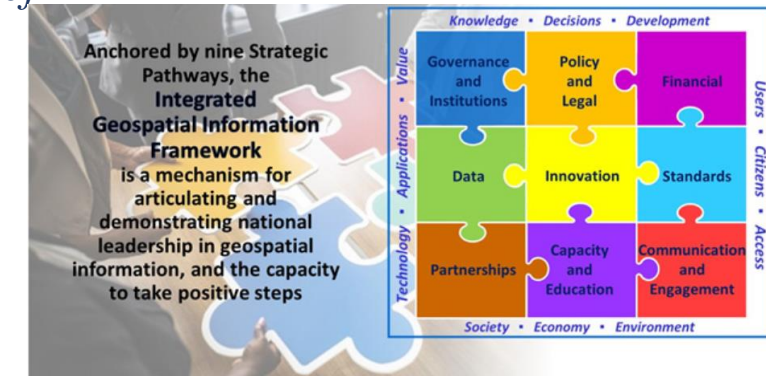 Anchored by nine Strategic
Pathways, the
Integrated
Geospatial Information
Framework
is a mechanism for
articulating and
demonstrating national
leadership in geospatial
information, and the capacity
to take positive steps
Knowledge • Decisions • Development
Technology • Applications • Value
Governance
and
Institutions
Policy
and
Legal
Financial
Data
Innovation
Standards
Partnerships
Capacity
and
Education
Communication
and
Engagement
Users • Citizens • Access
Society • Economy • Environment